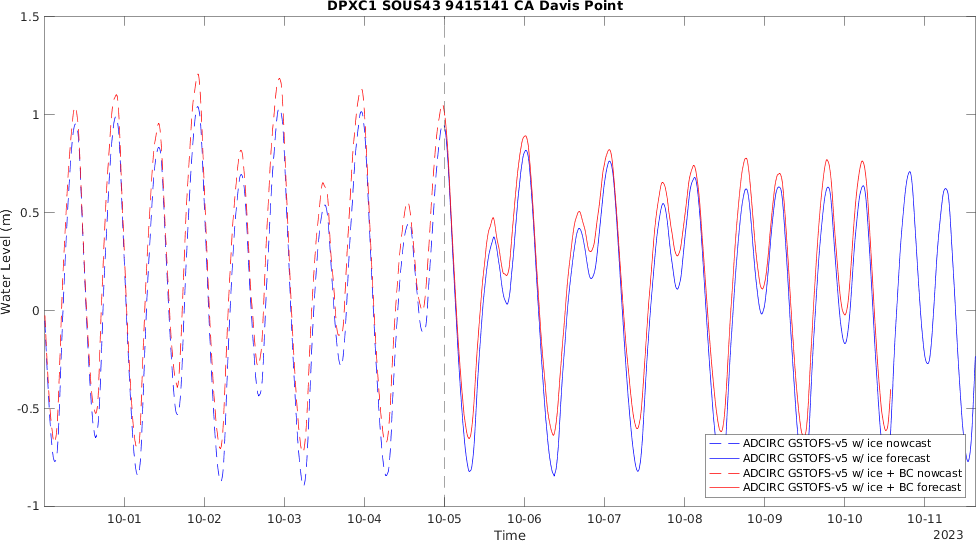 DPXC1 SOUS43 9415141 CA Davis Point
1.5
1
0.5
0
-0.5
-1
Water Level (m)
10-01 10-02 10-03 10-04 10-05 10-06 10-07 10-08 10-09 10-10 10-11
Time
2023
ADCIRC GSTOFS-v5 w/ ice nowcast
ADCIRC GSTOFS-v5 w/ ice forecast
ADCIRC GSTOFS-v5 w/ ice + BC nowcast
ADCIRC GSTOFS-v5 w/ ice + BC forecast